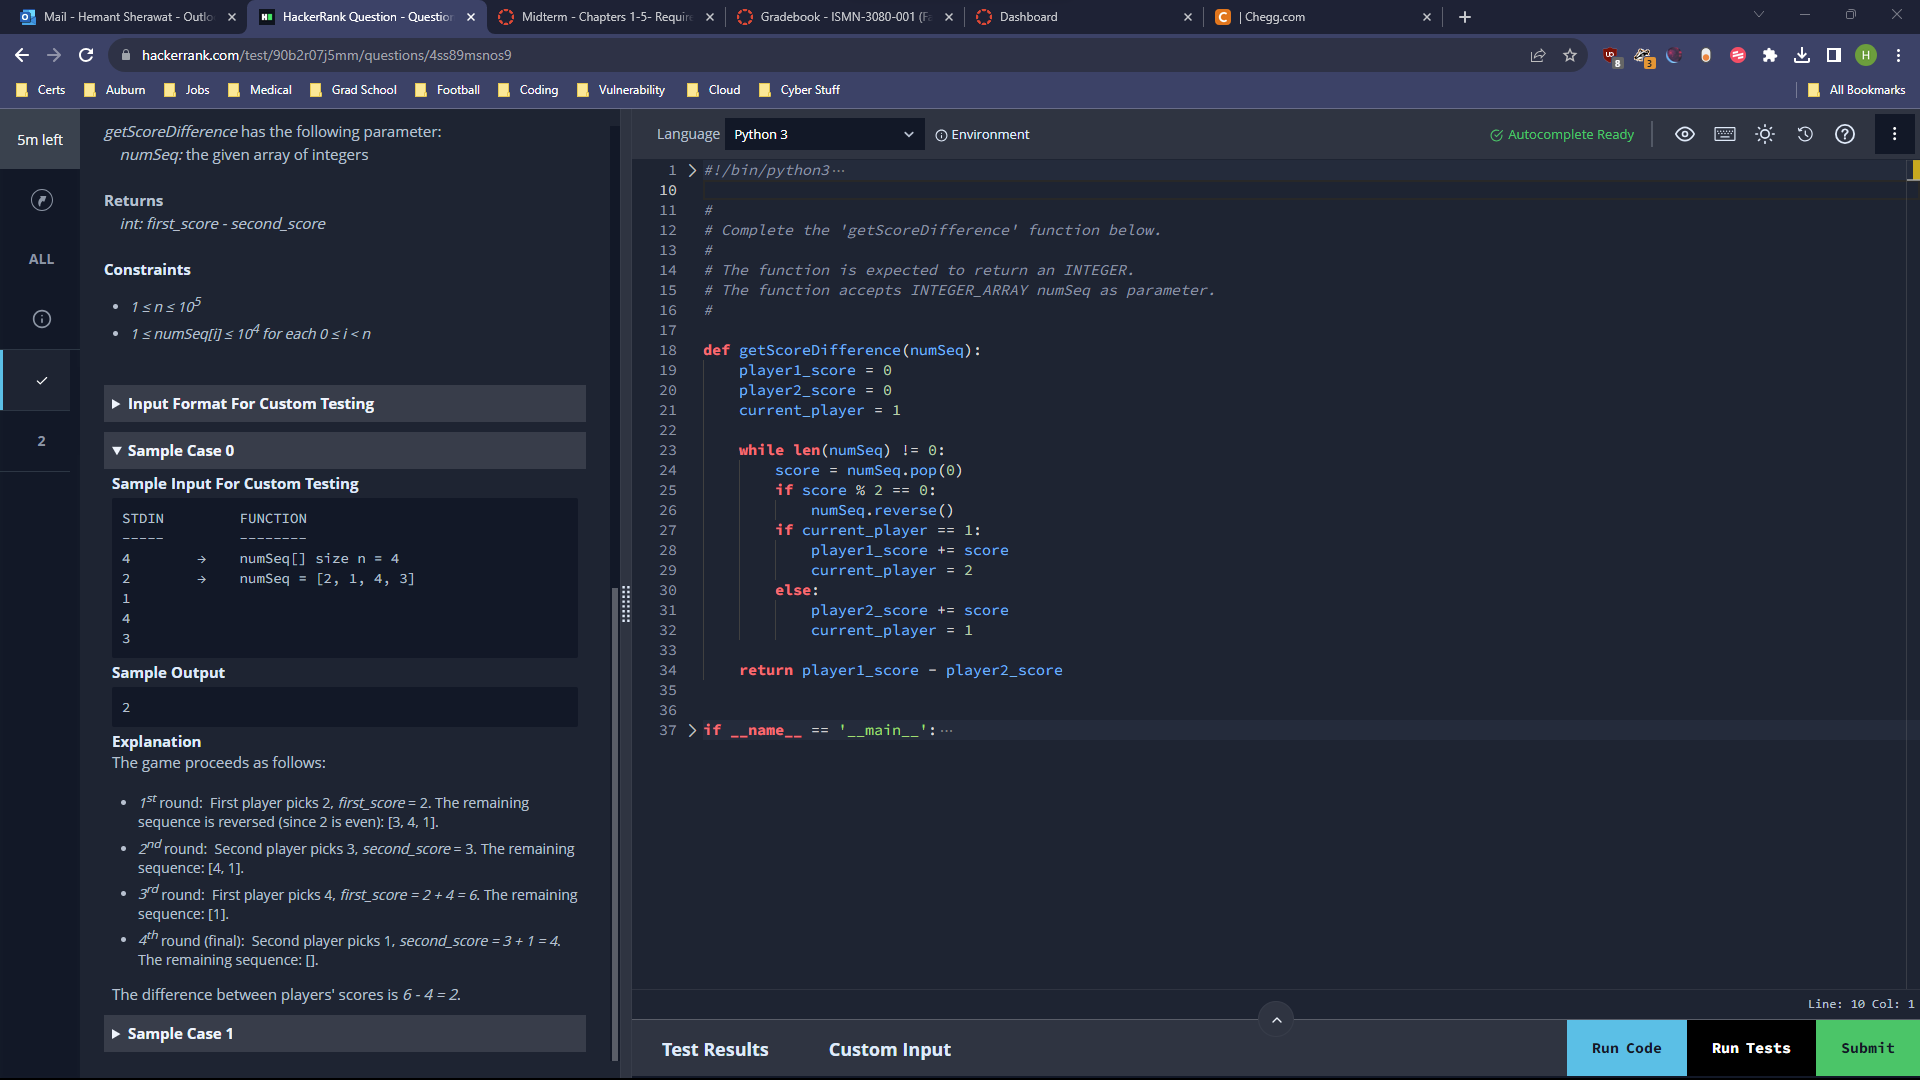 Mail - Hemant Sherawat - Outlo
HackerRank Question - Question
Midterm - Chapters 1-5- Require
Gradebook - ISMN-3080-001 (Fa
Dashboard
| Chegg.com
hackerrank.com/test/90b2r07j5mm/questions/4ss89msnos9
8
3
H
Certs
Auburn
Jobs
Medical
Grad School
Football
Coding
Vulnerability
Cloud
Cyber Stuff
All Bookmarks
5m left
ALL
2
getScoreDifference has the following parameter:
numSeq: the given array of integers
Returns
int: first_score - second_score
Constraints
• 1 ≤ n ≤ 10^5
• 1 ≤ numSeq[i] ≤ 10^4 for each 0 ≤ i < n
Input Format For Custom Testing
Sample Case 0
Sample Input For Custom Testing
STDIN FUNCTION
----- --------
4 → numSeq[] size n = 4
2 → numSeq = [2, 1, 4, 3]
1
4
3
Sample Output
2
Explanation
The game proceeds as follows:
• 1st round: First player picks 2, first_score = 2. The remaining
sequence is reversed (since 2 is even): [3, 4, 1].
• 2nd round: Second player picks 3, second_score = 3. The remaining
sequence: [4, 1].
• 3rd round: First player picks 4, first_score = 2 + 4 = 6. The remaining
sequence: [1].
• 4th round (final): Second player picks 1, second_score = 3 + 1 = 4.
The remaining sequence: [].
The difference between players' scores is 6 - 4 = 2.
Sample Case 1
Language Python 3 Environment
Autocomplete Ready
1 #!/bin/python3 ···
10
11 #
12 # Complete the 'getScoreDifference' function below.
13 #
14 # The function is expected to return an INTEGER.
15 # The function accepts INTEGER_ARRAY numSeq as parameter.
16 #
17
18 def getScoreDifference(numSeq):
19     player1_score = 0
20     player2_score = 0
21     current_player = 1
22
23     while len(numSeq) != 0:
24         score = numSeq.pop(0)
25         if score % 2 == 0:
26             numSeq.reverse()
27         if current_player == 1:
28             player1_score += score
29             current_player = 2
30         else:
31             player2_score += score
32             current_player = 1
33
34     return player1_score - player2_score
35
36
37 if __name__ == '__main__': ···
Line: 10 Col: 1
Test Results
Custom Input
Run Code
Run Tests
Submit